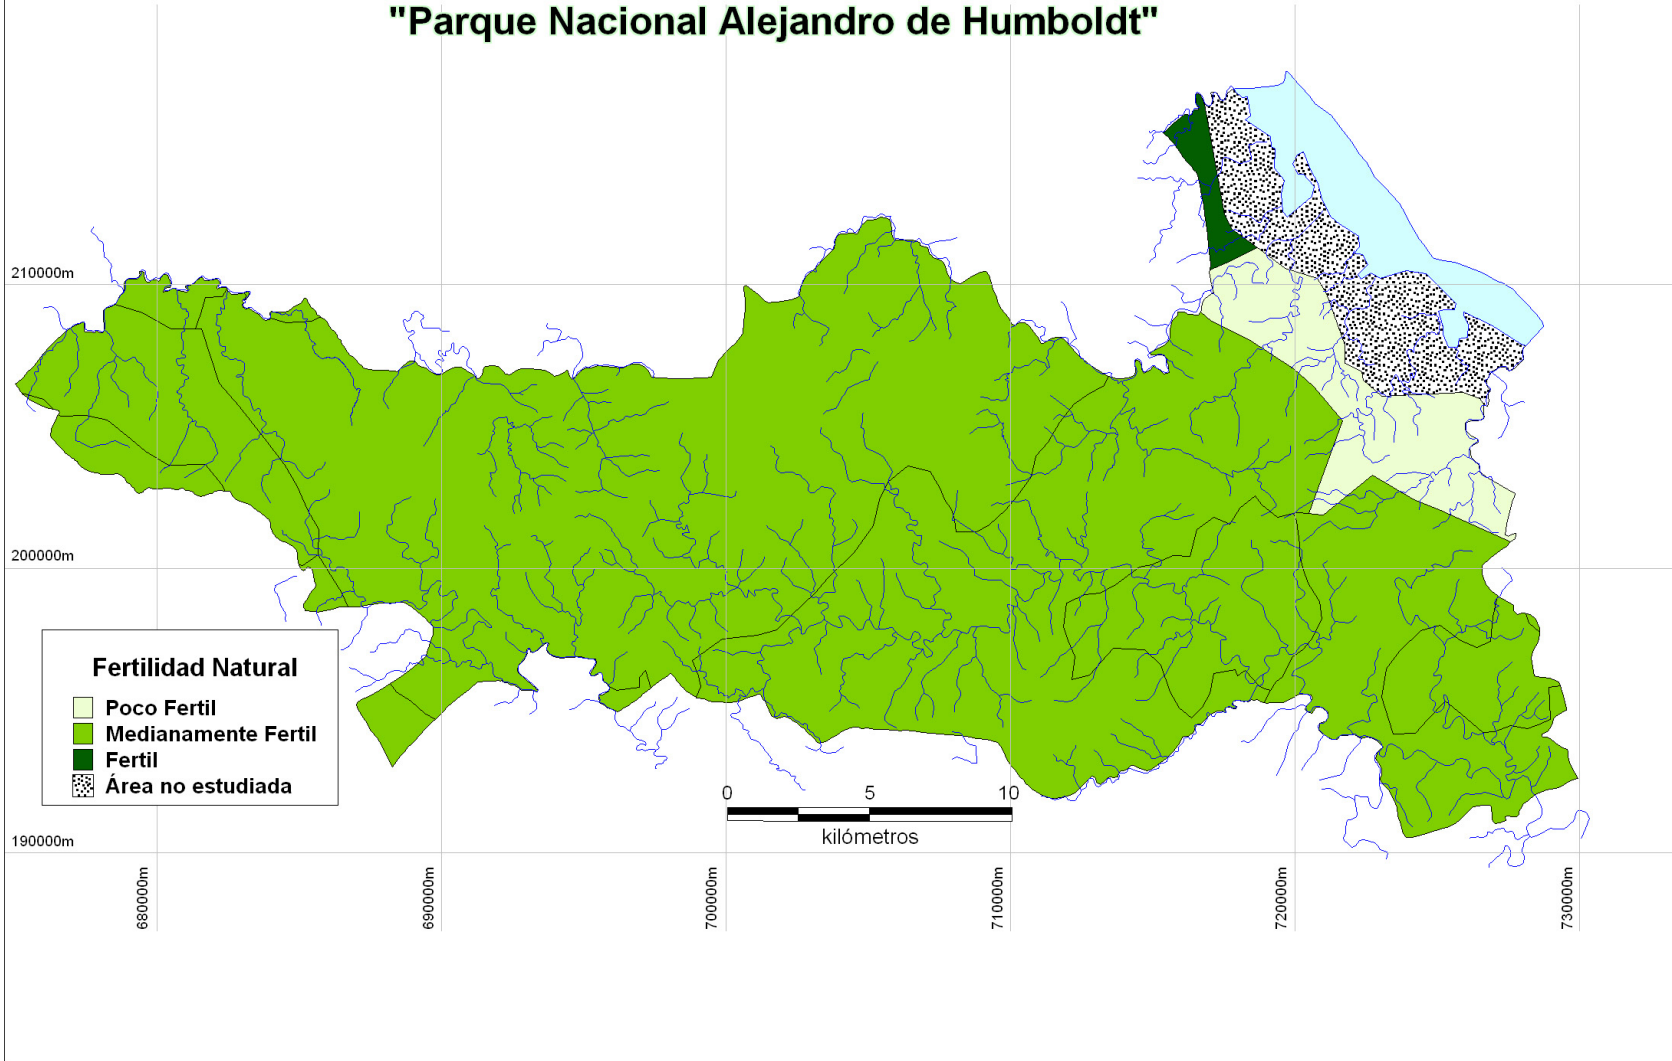 "Parque Nacional Alejandro de Humboldt"
210000m
200000m
190000m
Fertilidad Natural
Poco Fertil
Medianamente Fertil
Fertil
Área no estudiada
0 5 10
kilómetros
680000m
690000m
700000m
710000m
720000m
730000m